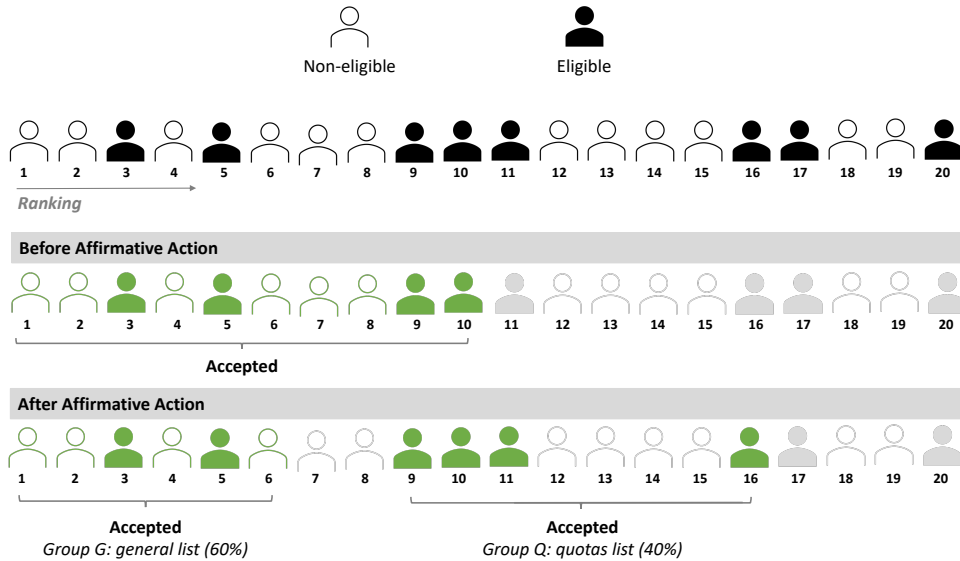 Non-eligible Eligible
1 2 3 4 5 6 7 8 9 10 11 12 13 14 15 16 17 18 19 20
Ranking
Before Affirmative Action
1 2 3 4 5 6 7 8 9 10 11 12 13 14 15 16 17 18 19 20
Accepted
After Affirmative Action
1 2 3 4 5 6 7 8 9 10 11 12 13 14 15 16 17 18 19 20
Accepted Accepted
Group G: general list (60%) Group Q: quotas list (40%)